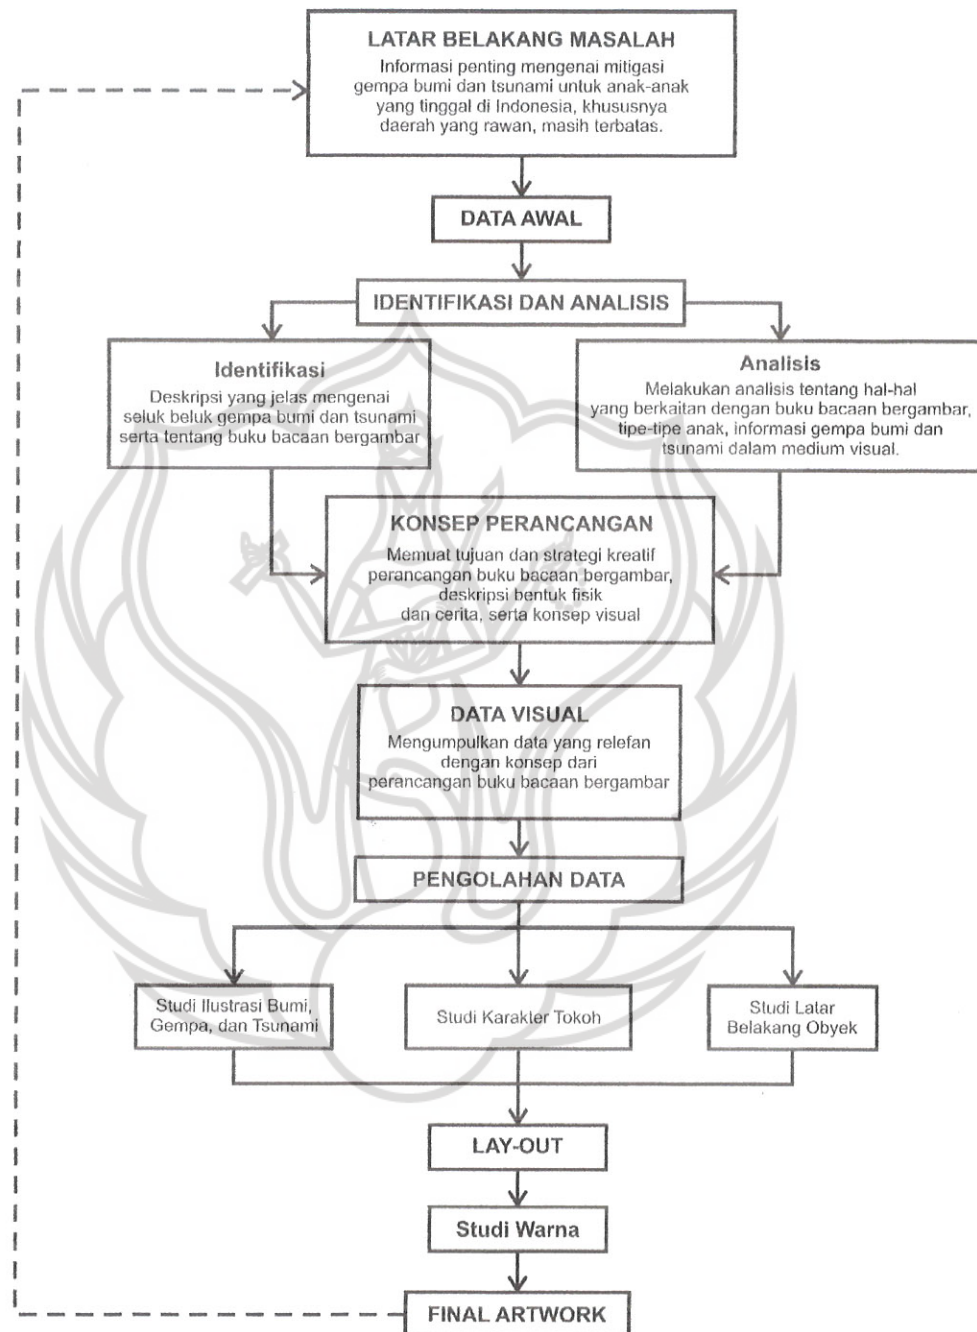 LATAR BELAKANG MASALAH
Informasi penting mengenai mitigasi
gempa bumi dan tsunami untuk anak-anak
yang tinggal di Indonesia, khususnya
daerah yang rawan, masih terbatas.
DATA AWAL
IDENTIFIKASI DAN ANALISIS
Identifikasi
Deskripsi yang jelas mengenai
seluk beluk gempa bumi dan tsunami
serta tentang buku bacaan bergambar
Analisis
Melakukan analisis tentang hal-hal
yang berkaitan dengan buku bacaan bergambar,
tipe-tipe anak, informasi gempa bumi dan
tsunami dalam medium visual.
KONSEP PERANCANGAN
Memuat tujuan dan strategi kreatif
perancangan buku bacaan bergambar,
deskripsi bentuk fisik
dan cerita, serta konsep visual
DATA VISUAL
Mengumpulkan data yang relefan
dengan konsep dari
perancangan buku bacaan bergambar
PENGOLAHAN DATA
Studi Ilustrasi Bumi,
Gempa, dan Tsunami
Studi Karakter Tokoh
Studi Latar
Belakang Obyek
LAY-OUT
Studi Warna
FINAL ARTWORK